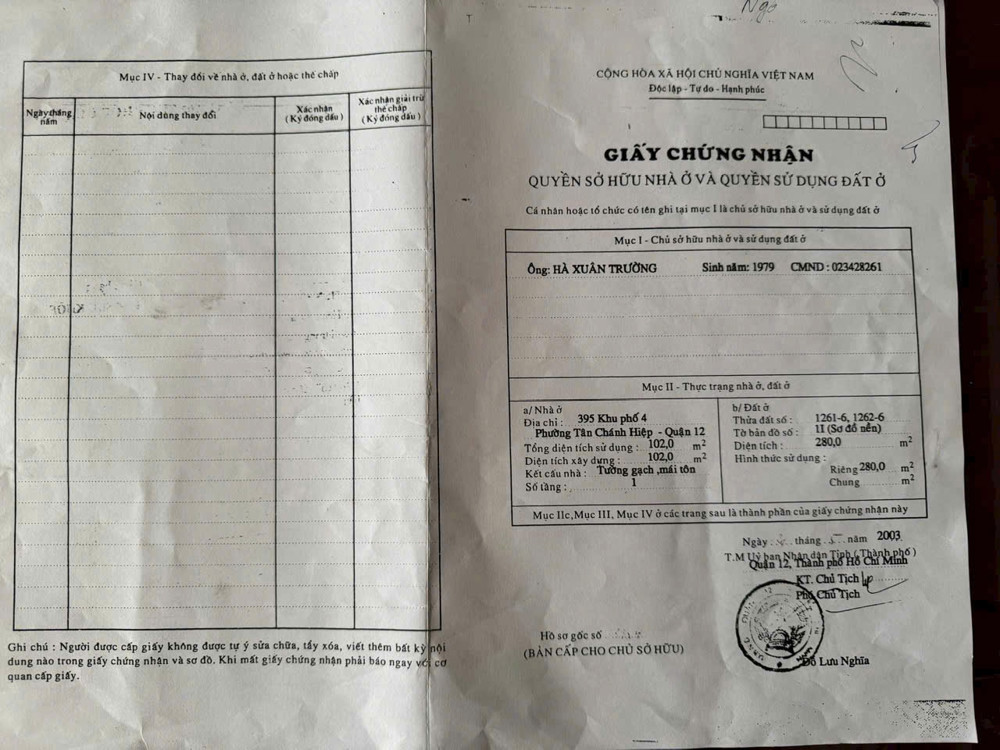 Mục IV - Thay đổi về nhà ở, đất ở hoặc thế chấp
Ngày tháng năm
Nội dung thay đổi
Xác nhận
(Ký đóng dấu)
Xác nhận giải trừ
thế chấp
(Ký đóng dấu)
Ghi chú : Người được cấp giấy không được tự ý sửa chữa, tẩy xóa, viết thêm bất kỳ nội
dung nào trong giấy chứng nhận và sơ đồ. Khi mất giấy chứng nhận phải báo ngay với cơ
quan cấp giấy.
CỘNG HÒA XÃ HỘI CHỦ NGHĨA VIỆT NAM
Độc lập - Tự do - Hạnh phúc
GIẤY CHỨNG NHẬN
QUYỀN SỞ HỮU NHÀ Ở VÀ QUYỀN SỬ DỤNG ĐẤT Ở
Cá nhân hoặc tổ chức có tên ghi tại mục I là chủ sở hữu nhà ở và sử dụng đất ở
Mục I - Chủ sở hữu nhà ở và sử dụng đất ở
Ông: HÀ XUÂN TRƯỜNG Sinh năm: 1979 CMND : 023428261
Mục II - Thực trạng nhà ở, đất ở
a/ Nhà ở
Địa chỉ : 395 Khu phố 4
Phường Tân Chánh Hiệp - Quận 12
Tổng diện tích sử dụng : 102,0 m²
Diện tích xây dựng : 102,0 m²
Kết cấu nhà : Tường gạch ,mái tôn
Số tầng : 1
b/ Đất ở
Thửa đất số : 1261-6, 1262-6
Tờ bản đồ số : 1I (Sơ đồ nền)
Diện tích : 280,0 m²
Hình thức sử dụng :
Riêng 280,0 m²
Chung m²
Mục IIc,Mục III, Mục IV ở các trang sau là thành phần của giấy chứng nhận này
Ngày tháng năm 2003
T.M Uỷ ban Nhân dân Tỉnh ( Thành phố )
Quận 12, Thành phố Hồ Chí Minh
KT. Chủ Tịch
Phó Chủ Tịch
Hồ sơ gốc số
(BẢN CẤP CHO CHỦ SỞ HỮU)
Đỗ Lưu Nghĩa